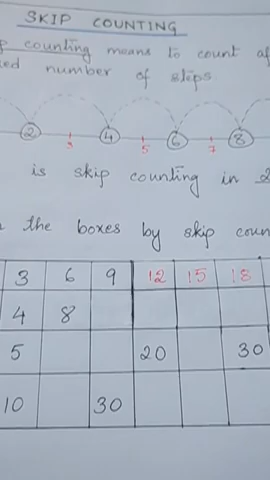 SKIP COUNTING
counting means to count
number of steps.
2 3 4 5 6 7 8
is skip counting in
the boxes by skip
3 6 9 12 15 18
4 8
5 20 30
10 30